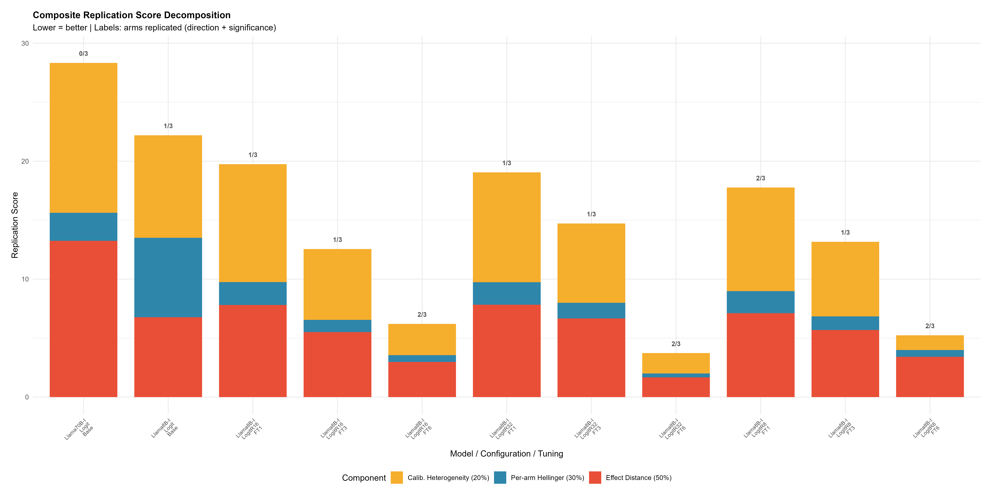 Composite Replication Score Decomposition
Lower = better | Labels: arms replicated (direction + significance)
Replication Score
30
20
10
0
0/3
1/3
1/3
1/3
2/3
1/3
1/3
2/3
2/3
1/3
2/3
Llama70B-I
Logit
Base
Llama8B-I
Logit
Base
Llama8B-I
LogitR16
FT1
Llama8B-I
LogitR16
FT3
Llama8B-I
LogitR16
FT6
Llama8B-I
LogitR32
FT1
Llama8B-I
LogitR32
FT3
Llama8B-I
LogitR32
FT6
Llama8B-I
LogitR8
FT1
Llama8B-I
LogitR8
FT3
Llama8B-I
LogitR8
FT6
Model / Configuration / Tuning
Component
Calib. Heterogeneity (20%)
Per-arm Hellinger (30%)
Effect Distance (50%)